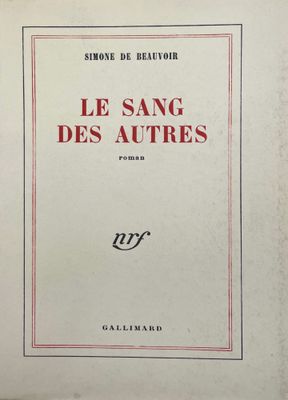 SIMONE DE BEAUVOIR
LE SANG
DES AUTRES
roman
nrf
GALLIMARD